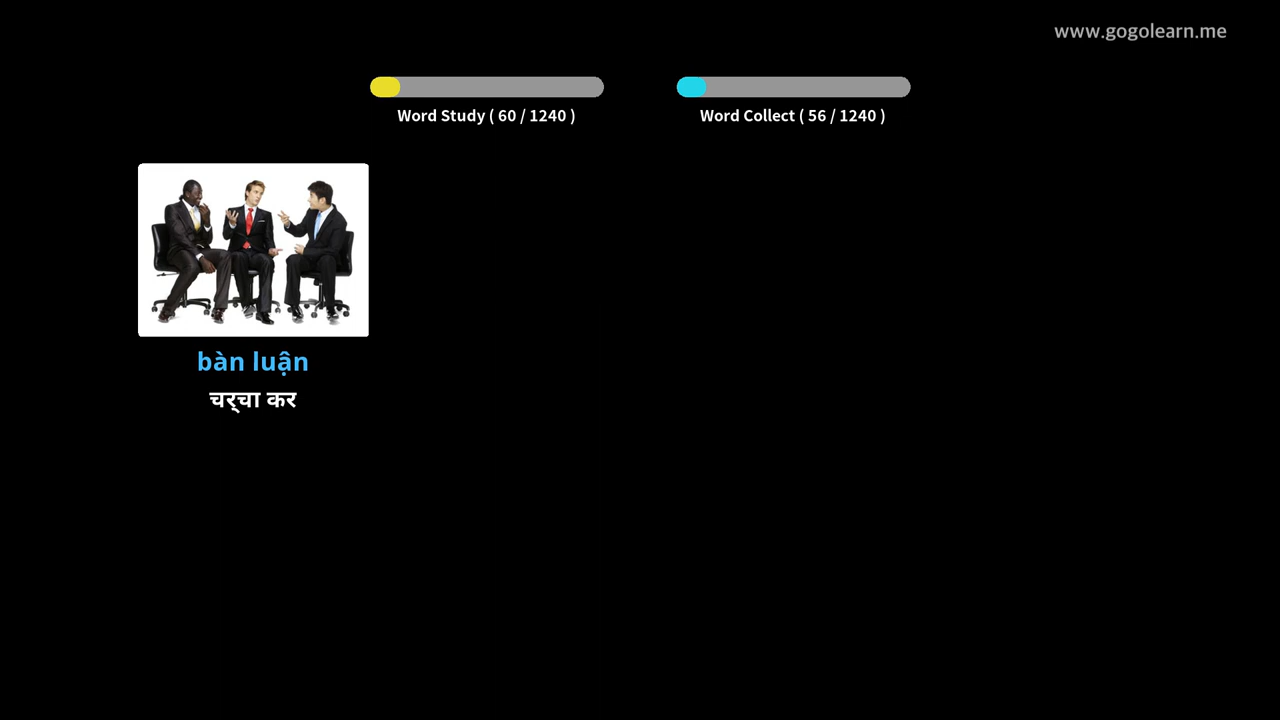 www.gogolearn.me
Word Study ( 60 / 1240 )
Word Collect ( 56 / 1240 )
bàn luận
चर्‌चा कर